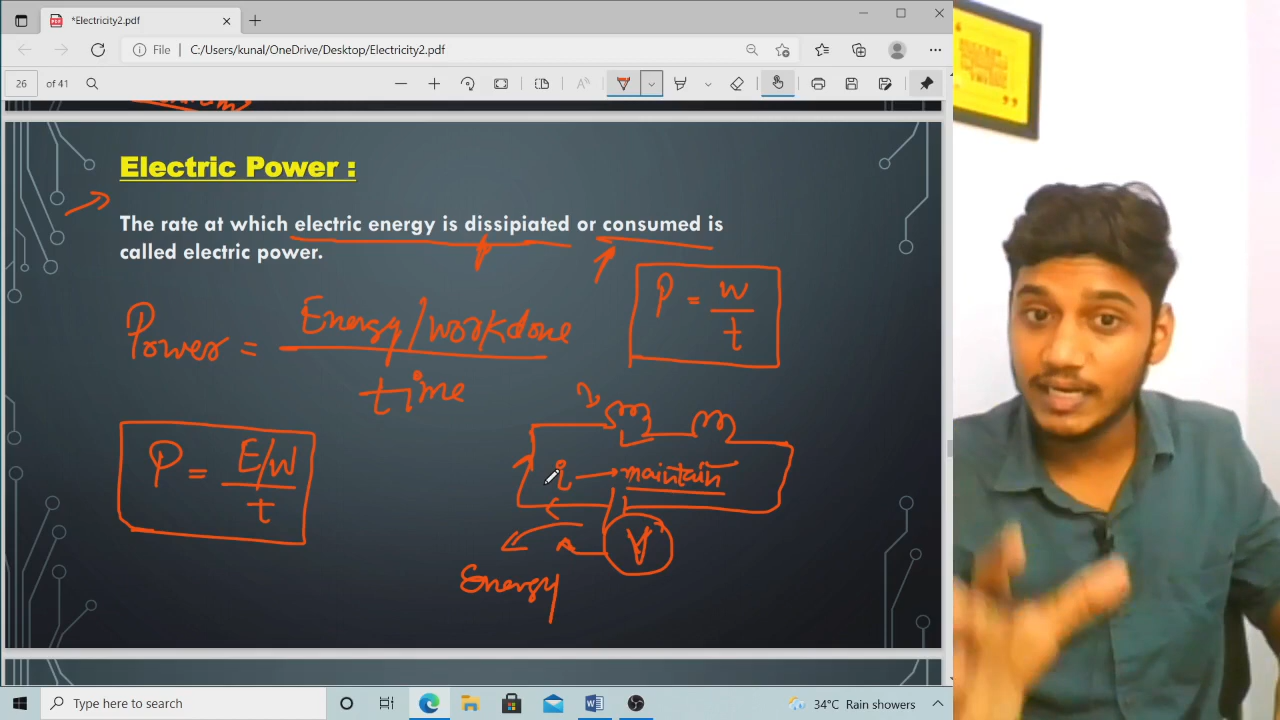 *Electricity2.pdf
File
C:/Users/kunal/OneDrive/Desktop/Electricity2.pdf
26
of 41
Electric Power :
The rate at which electric energy is dissipiated or consumed is
called electric power.
P = w
t
Power = Energy/workdone
time
P = E/W
t
i → maintain
V
Energy
Type here to search
34°C Rain showers